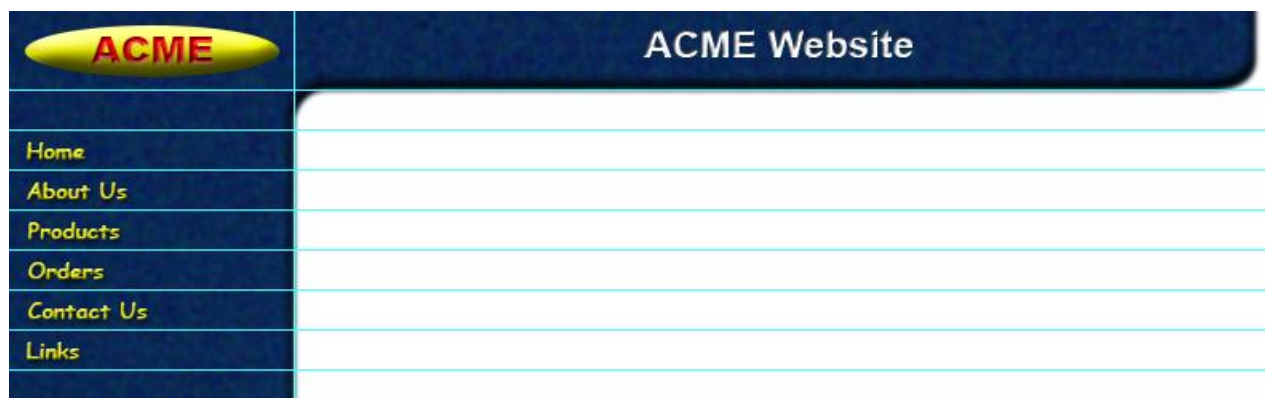 ACME
ACME Website
Home
About Us
Products
Orders
Contact Us
Links